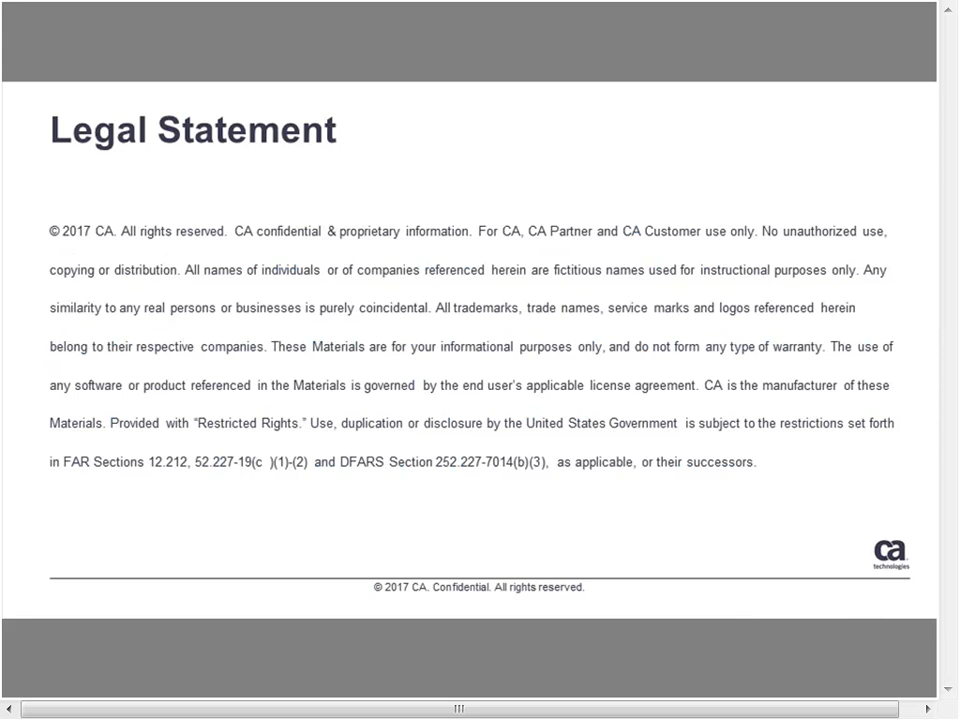 Legal Statement
© 2017 CA. All rights reserved. CA confidential & proprietary information. For CA, CA Partner and CA Customer use only. No unauthorized use,
copying or distribution. All names of individuals or of companies referenced herein are fictitious names used for instructional purposes only. Any
similarity to any real persons or businesses is purely coincidental. All trademarks, trade names, service marks and logos referenced herein
belong to their respective companies. These Materials are for your informational purposes only, and do not form any type of warranty. The use of
any software or product referenced in the Materials is governed by the end user’s applicable license agreement. CA is the manufacturer of these
Materials. Provided with “Restricted Rights.” Use, duplication or disclosure by the United States Government is subject to the restrictions set forth
in FAR Sections 12.212, 52.227-19(c )(1)-(2) and DFARS Section 252.227-7014(b)(3), as applicable, or their successors.
ca
technologies
© 2017 CA. Confidential. All rights reserved.